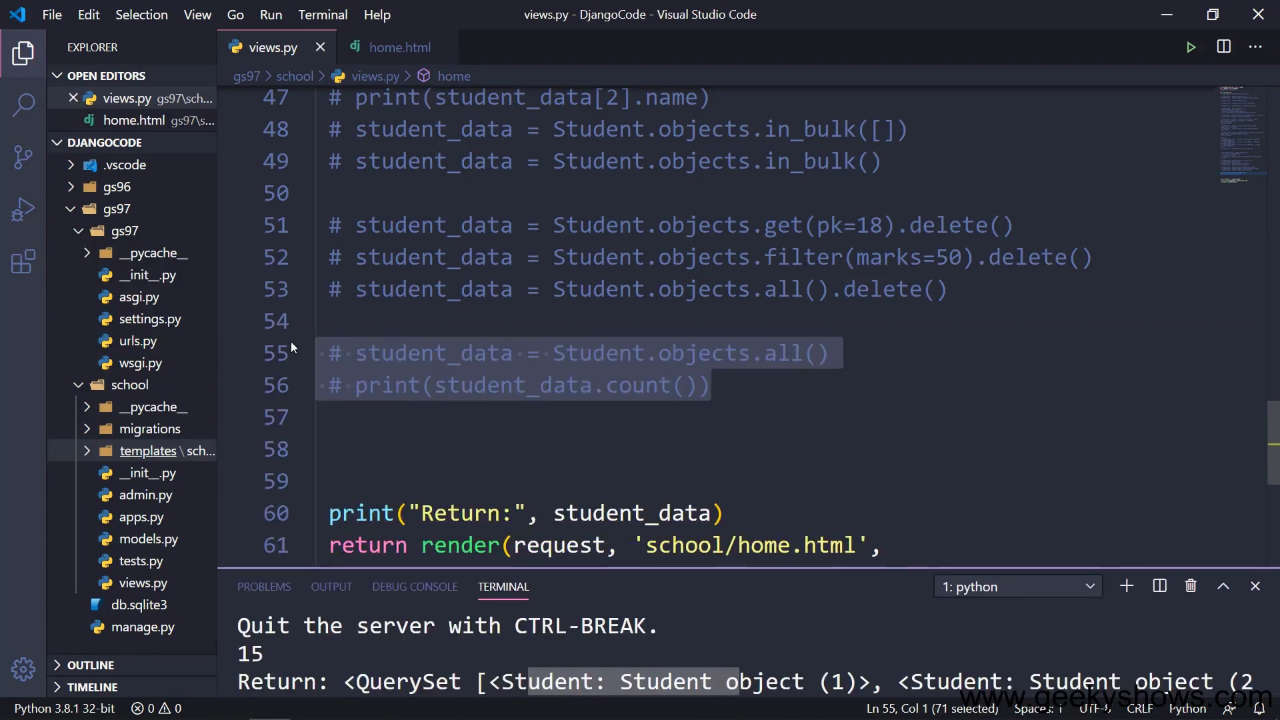 File Edit Selection View Go Run Terminal Help views.py - DjangoCode - Visual Studio Code
EXPLORER
OPEN EDITORS
views.py gs97\sc...
home.html gs97\s...
DJANGOCODE
.vscode
gs96
gs97
gs97
__pycache__
__init__.py
asgi.py
settings.py
urls.py
wsgi.py
school
__pycache__
migrations
templates \ sch...
__init__.py
admin.py
apps.py
models.py
tests.py
views.py
db.sqlite3
manage.py
OUTLINE
TIMELINE
views.py home.html
gs97 > school > views.py > home
47 # print(student_data[2].name)
48 # student_data = Student.objects.in_bulk([])
49 # student_data = Student.objects.in_bulk()
50
51 # student_data = Student.objects.get(pk=18).delete()
52 # student_data = Student.objects.filter(marks=50).delete()
53 # student_data = Student.objects.all().delete()
54
55 # student_data = Student.objects.all()
56 # print(student_data.count())
57
58
59
60 print("Return:", student_data)
61 return render(request, 'school/home.html',
PROBLEMS OUTPUT DEBUG CONSOLE TERMINAL 1: python
Quit the server with CTRL-BREAK.
15
Return: <QuerySet [<Student: Student object (1)>, <Student: Student object (2
www.geekyshows.com
Python 3.8.1 32-bit 0 0 Ln 55, Col 1 (71 selected) Spaces: 1 UTF-8 CRLF Python